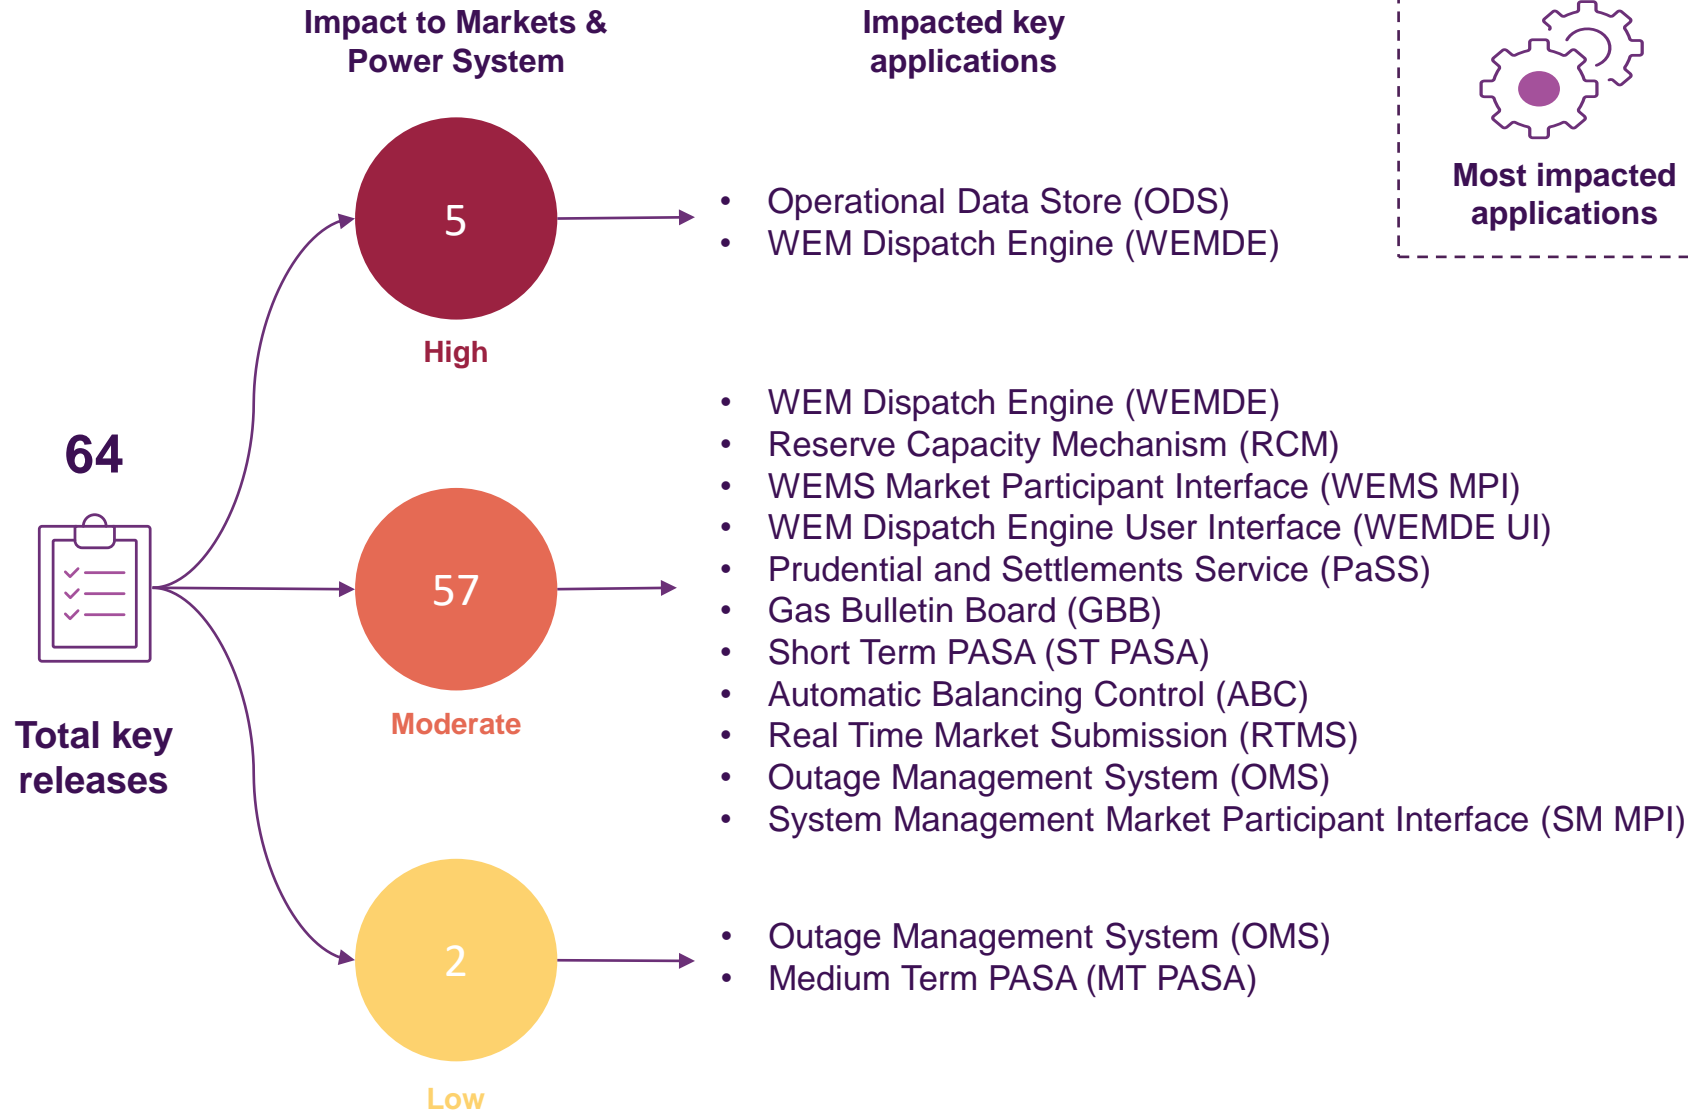 Impact to Markets &
Power System
Impacted key
applications
Most impacted
applications
64
Total key
releases
5
High
• Operational Data Store (ODS)
• WEM Dispatch Engine (WEMDE)
57
Moderate
• WEM Dispatch Engine (WEMDE)
• Reserve Capacity Mechanism (RCM)
• WEMS Market Participant Interface (WEMS MPI)
• WEM Dispatch Engine User Interface (WEMDE UI)
• Prudential and Settlements Service (PaSS)
• Gas Bulletin Board (GBB)
• Short Term PASA (ST PASA)
• Automatic Balancing Control (ABC)
• Real Time Market Submission (RTMS)
• Outage Management System (OMS)
• System Management Market Participant Interface (SM MPI)
2
Low
• Outage Management System (OMS)
• Medium Term PASA (MT PASA)